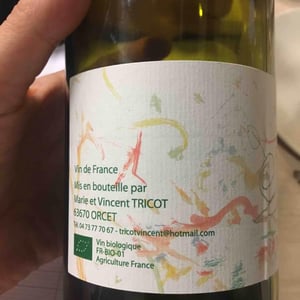 Vin de France
Mis en bouteille par
Marie et Vincent TRICOT
63670 ORCET
Tél. 04 73 77 70 67 - tricotvincent@hotmail.com
Vin biologique
FR-BIO-01
Agriculture France